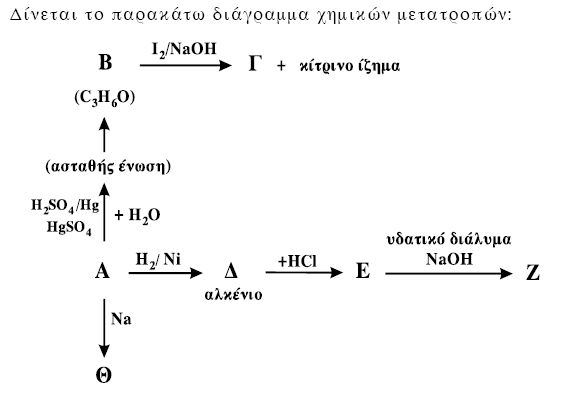 Δίνεται το παρακάτω διάγραμμα χημικών μετατροπών:
I₂/NaOH
Β Γ + κίτρινο ίζημα
(C₃H₆O)
(ασταθής ένωση)
H₂SO₄/Hg
HgSO₄ + H₂O
υδατικό διάλυμα
H₂/ Ni +HCl NaOH
Α Δ Ε Ζ
αλκένιο
Na
Θ